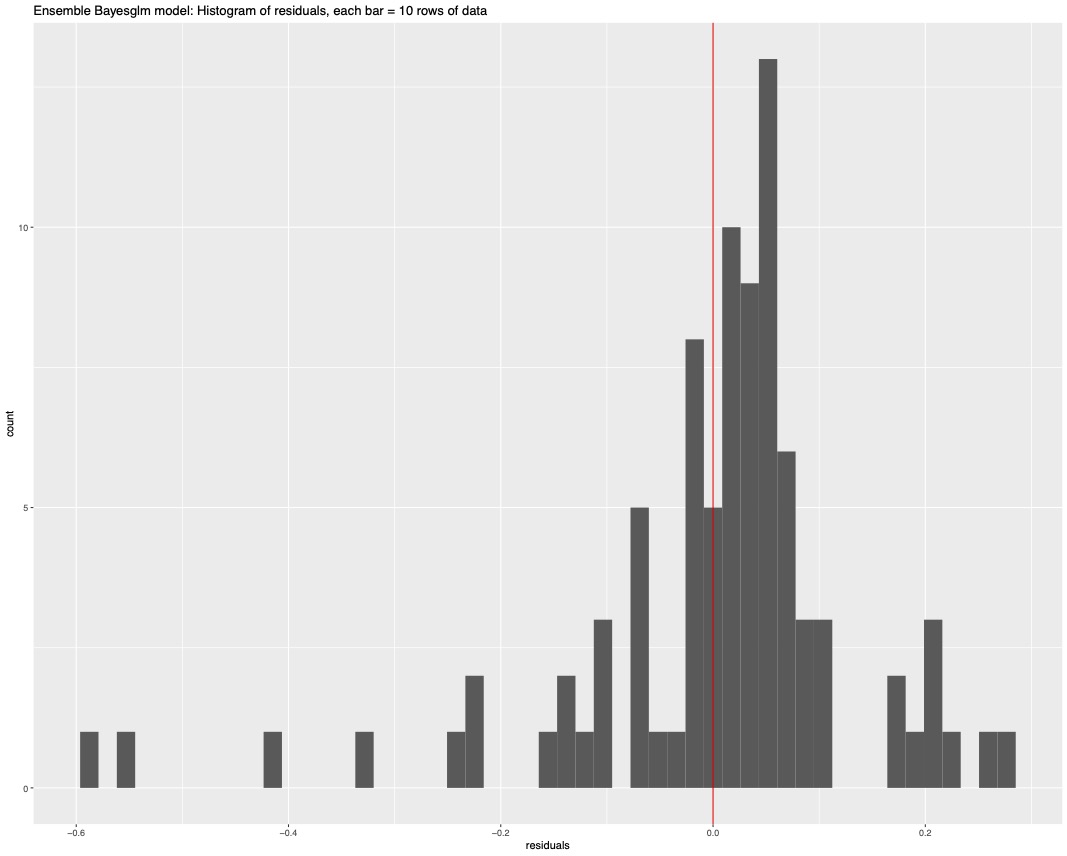 Ensemble Bayesglm model: Histogram of residuals, each bar = 10 rows of data
10
5
0
count
−0.6
−0.4
−0.2
0.0
0.2
residuals